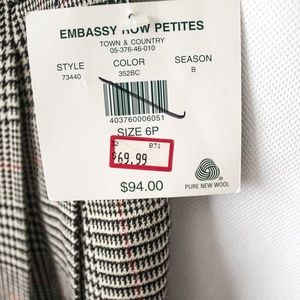 EMBASSY ROW PETITES
TOWN & COUNTRY
05-376-46-010
STYLE COLOR SEASON
73440 352BC B
403760006051
SIZE 6P
B31
$69.99
$94.00
PURE NEW WOOL